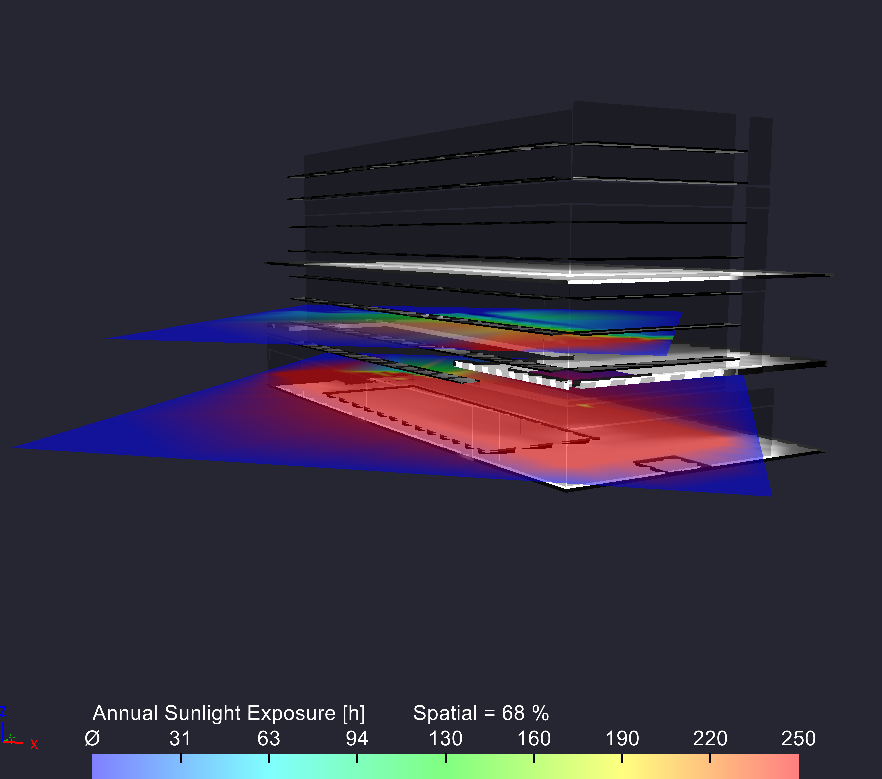 Annual Sunlight Exposure [h] Spatial = 68 %
Ø 31 63 94 130 160 190 220 250
Z
X